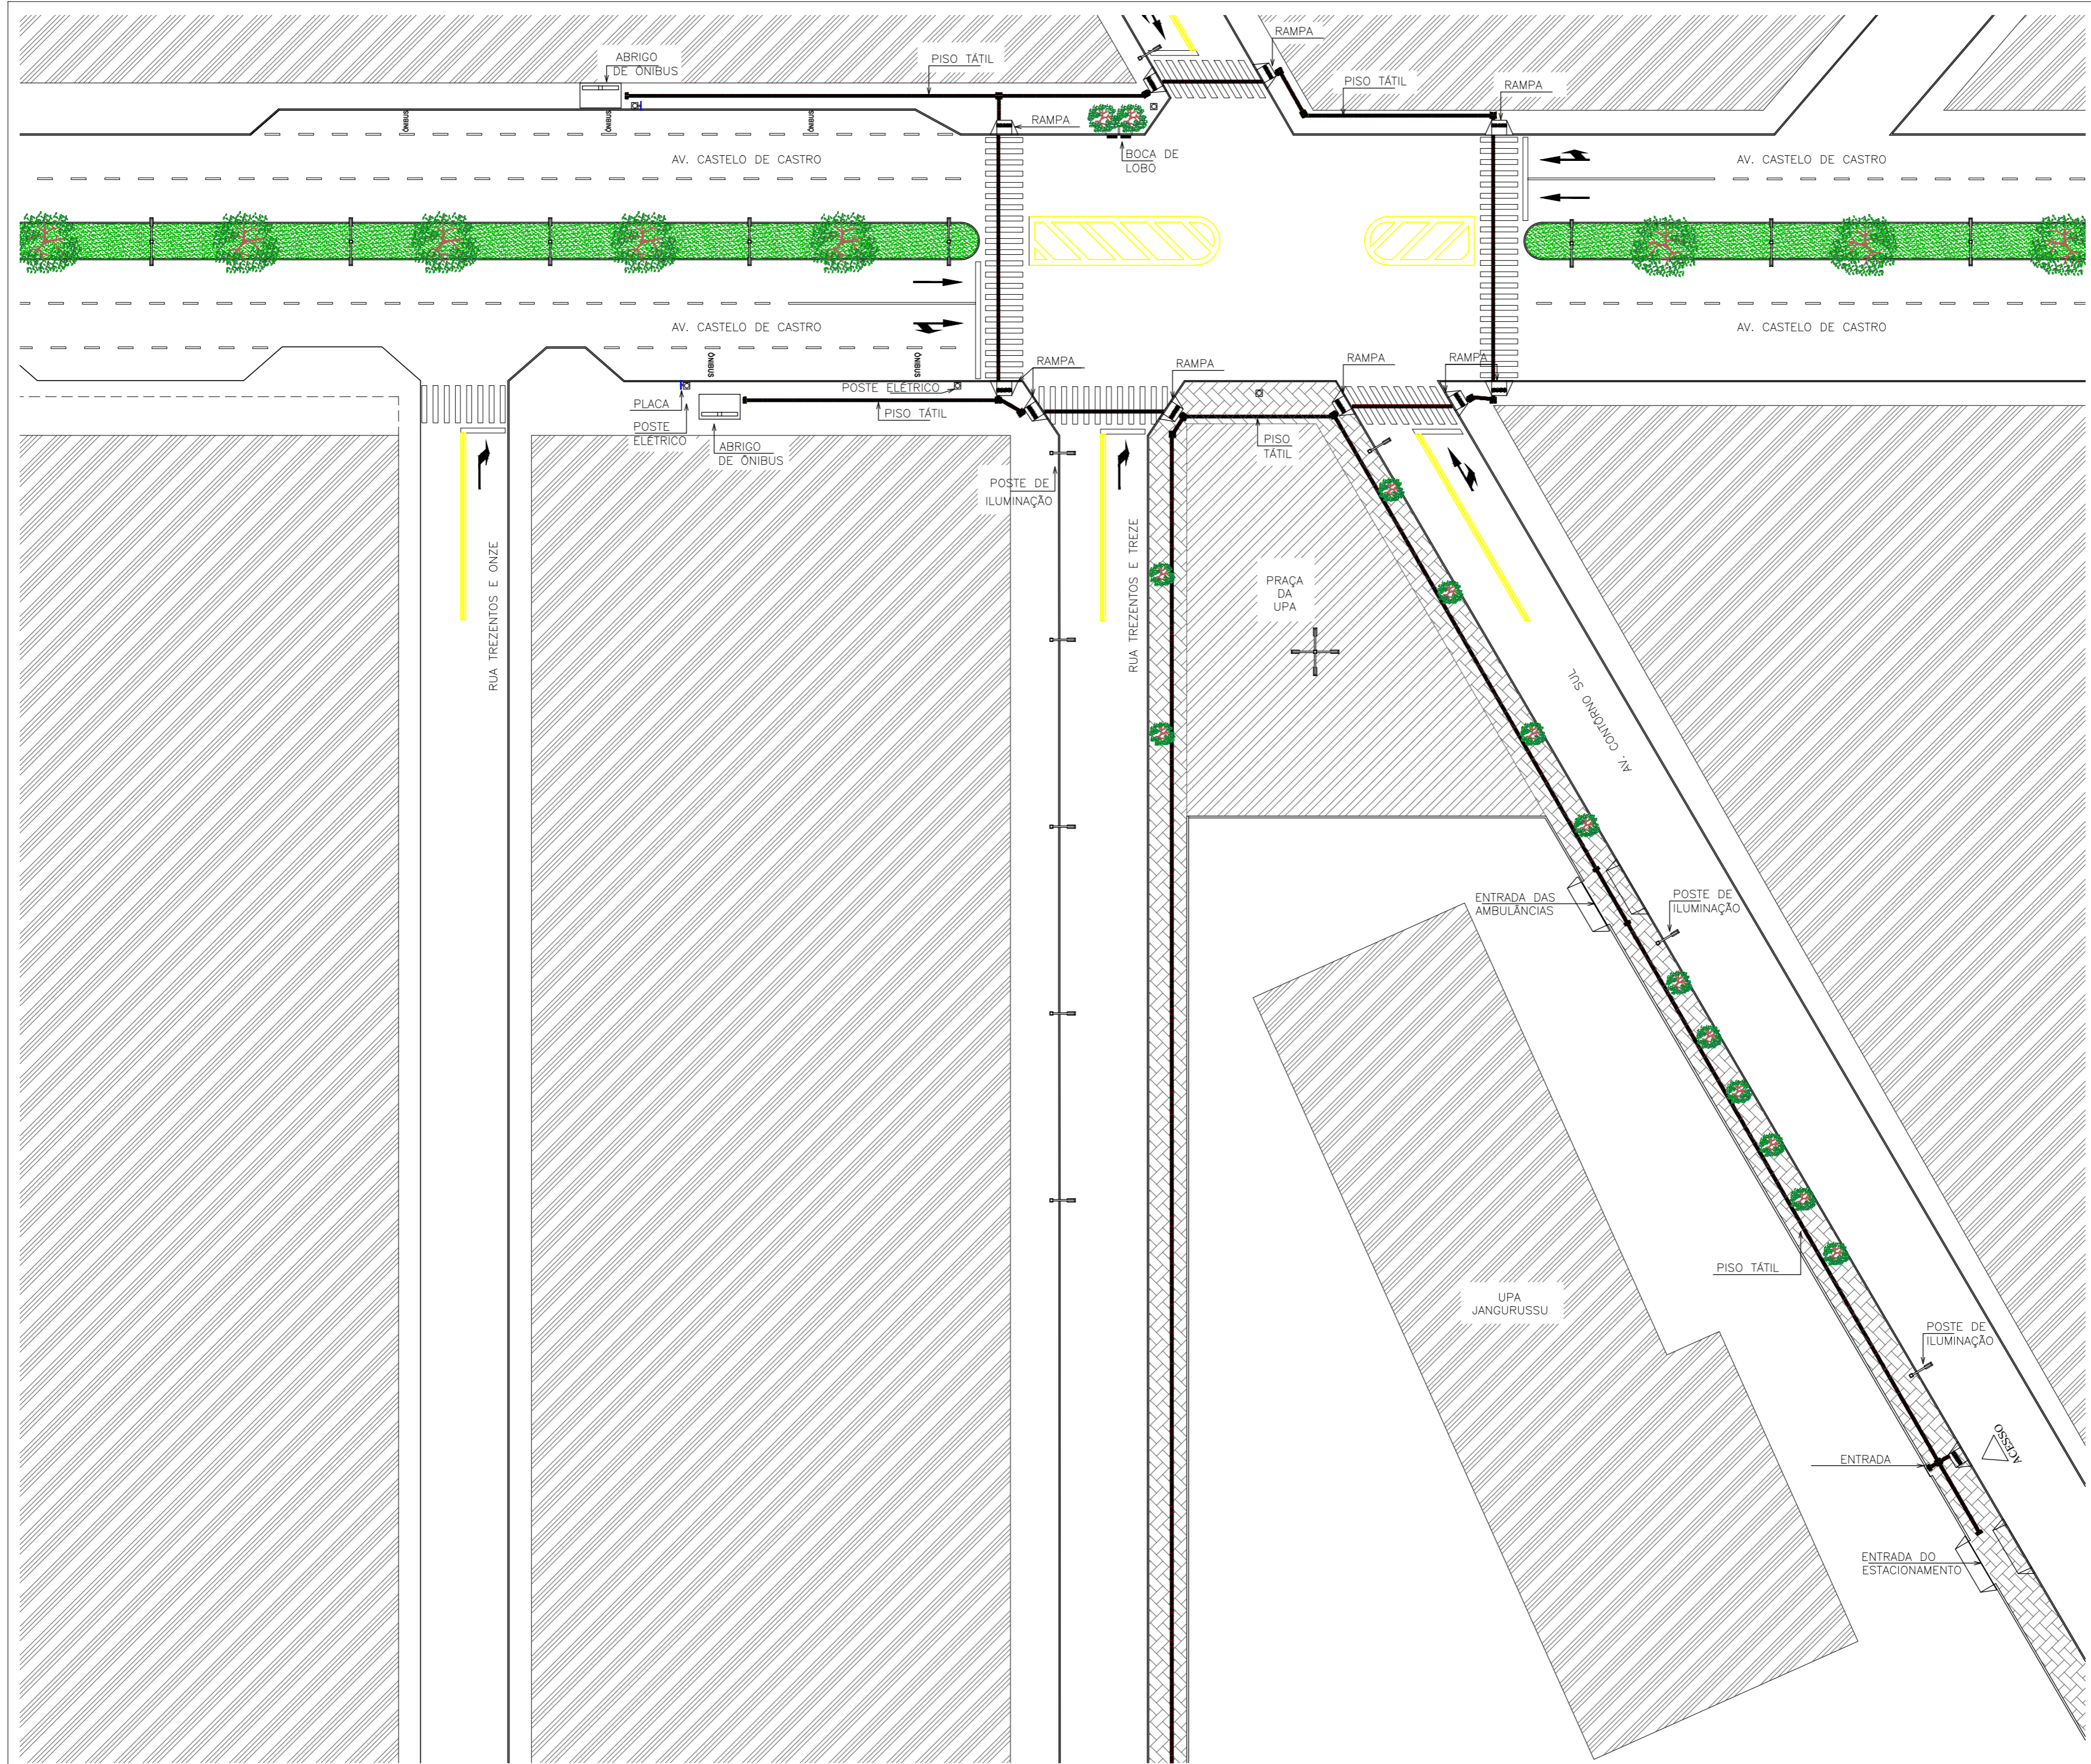 RAMPA
ABRIGO
DE ÔNIBUS
PISO TÁTIL
PISO TÁTIL
RAMPA
ÔNIBUS
ÔNIBUS
ÔNIBUS
RAMPA
BOCA DE
LOBO
AV. CASTELO DE CASTRO
AV. CASTELO DE CASTRO
AV. CASTELO DE CASTRO
AV. CASTELO DE CASTRO
ÔNIBUS
ÔNIBUS
RAMPA
RAMPA
RAMPA
RAMPA
POSTE ELÉTRICO
PLACA
PISO TÁTIL
POSTE
ELÉTRICO
ABRIGO
DE ÔNIBUS
PISO
TÁTIL
POSTE DE
ILUMINAÇÃO
RUA TREZENTOS E ONZE
RUA TREZENTOS E TREZE
PRAÇA
DA
UPA
AV. CONTÔRNO SUL
ENTRADA DAS
AMBULÂNCIAS
POSTE DE
ILUMINAÇÃO
PISO TÁTIL
UPA
JANGURUSSU
POSTE DE
ILUMINAÇÃO
ACESSO
ENTRADA
ENTRADA DO
ESTACIONAMENTO